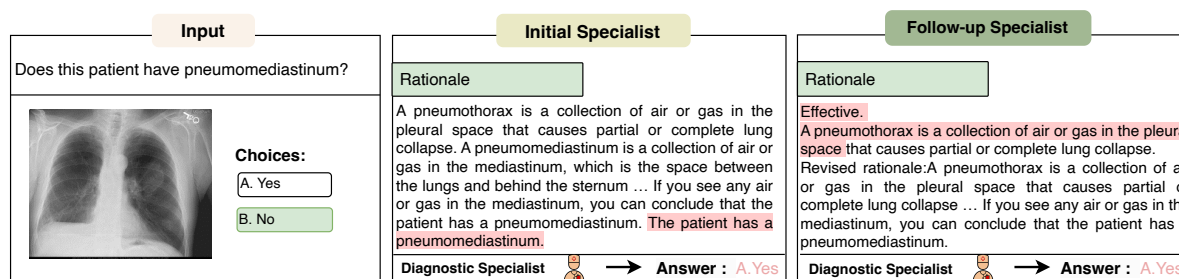 Input
Does this patient have pneumomediastinum?
Choices:
A. Yes
B. No
Initial Specialist
Rationale
A pneumothorax is a collection of air or gas in the
pleural space that causes partial or complete lung
collapse. A pneumomediastinum is a collection of air or
gas in the mediastinum, which is the space between
the lungs and behind the sternum … If you see any air
or gas in the mediastinum, you can conclude that the
patient has a pneumomediastinum. The patient has a
pneumomediastinum.
Diagnostic Specialist Answer : A.Yes
Follow-up Specialist
Rationale
Effective.
A pneumothorax is a collection of air or gas in the
space that causes partial or complete lung collapse.
Revised rationale:A pneumothorax is a collection of
or gas in the pleural space that causes partial
complete lung collapse … If you see any air or gas in
mediastinum, you can conclude that the patient has
pneumomediastinum.
Diagnostic Specialist Answer : A.Yes